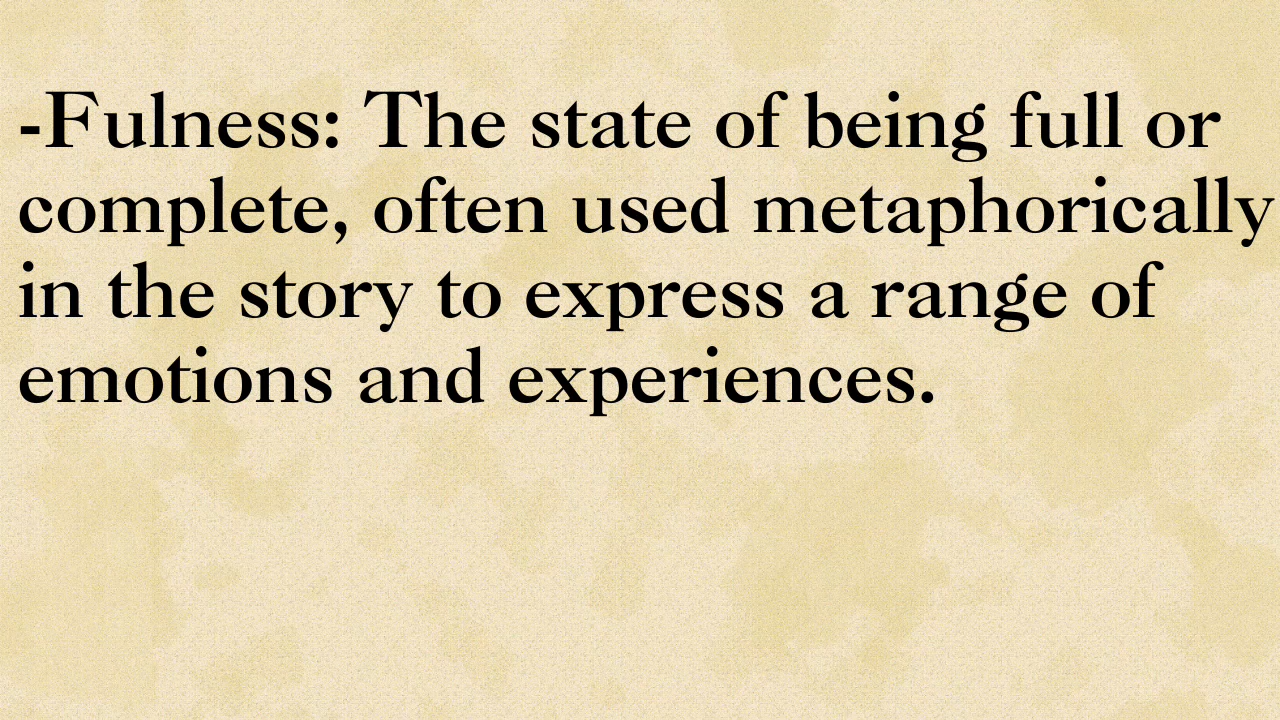 -Fulness: The state of being full or
complete, often used metaphorically
in the story to express a range of
emotions and experiences.